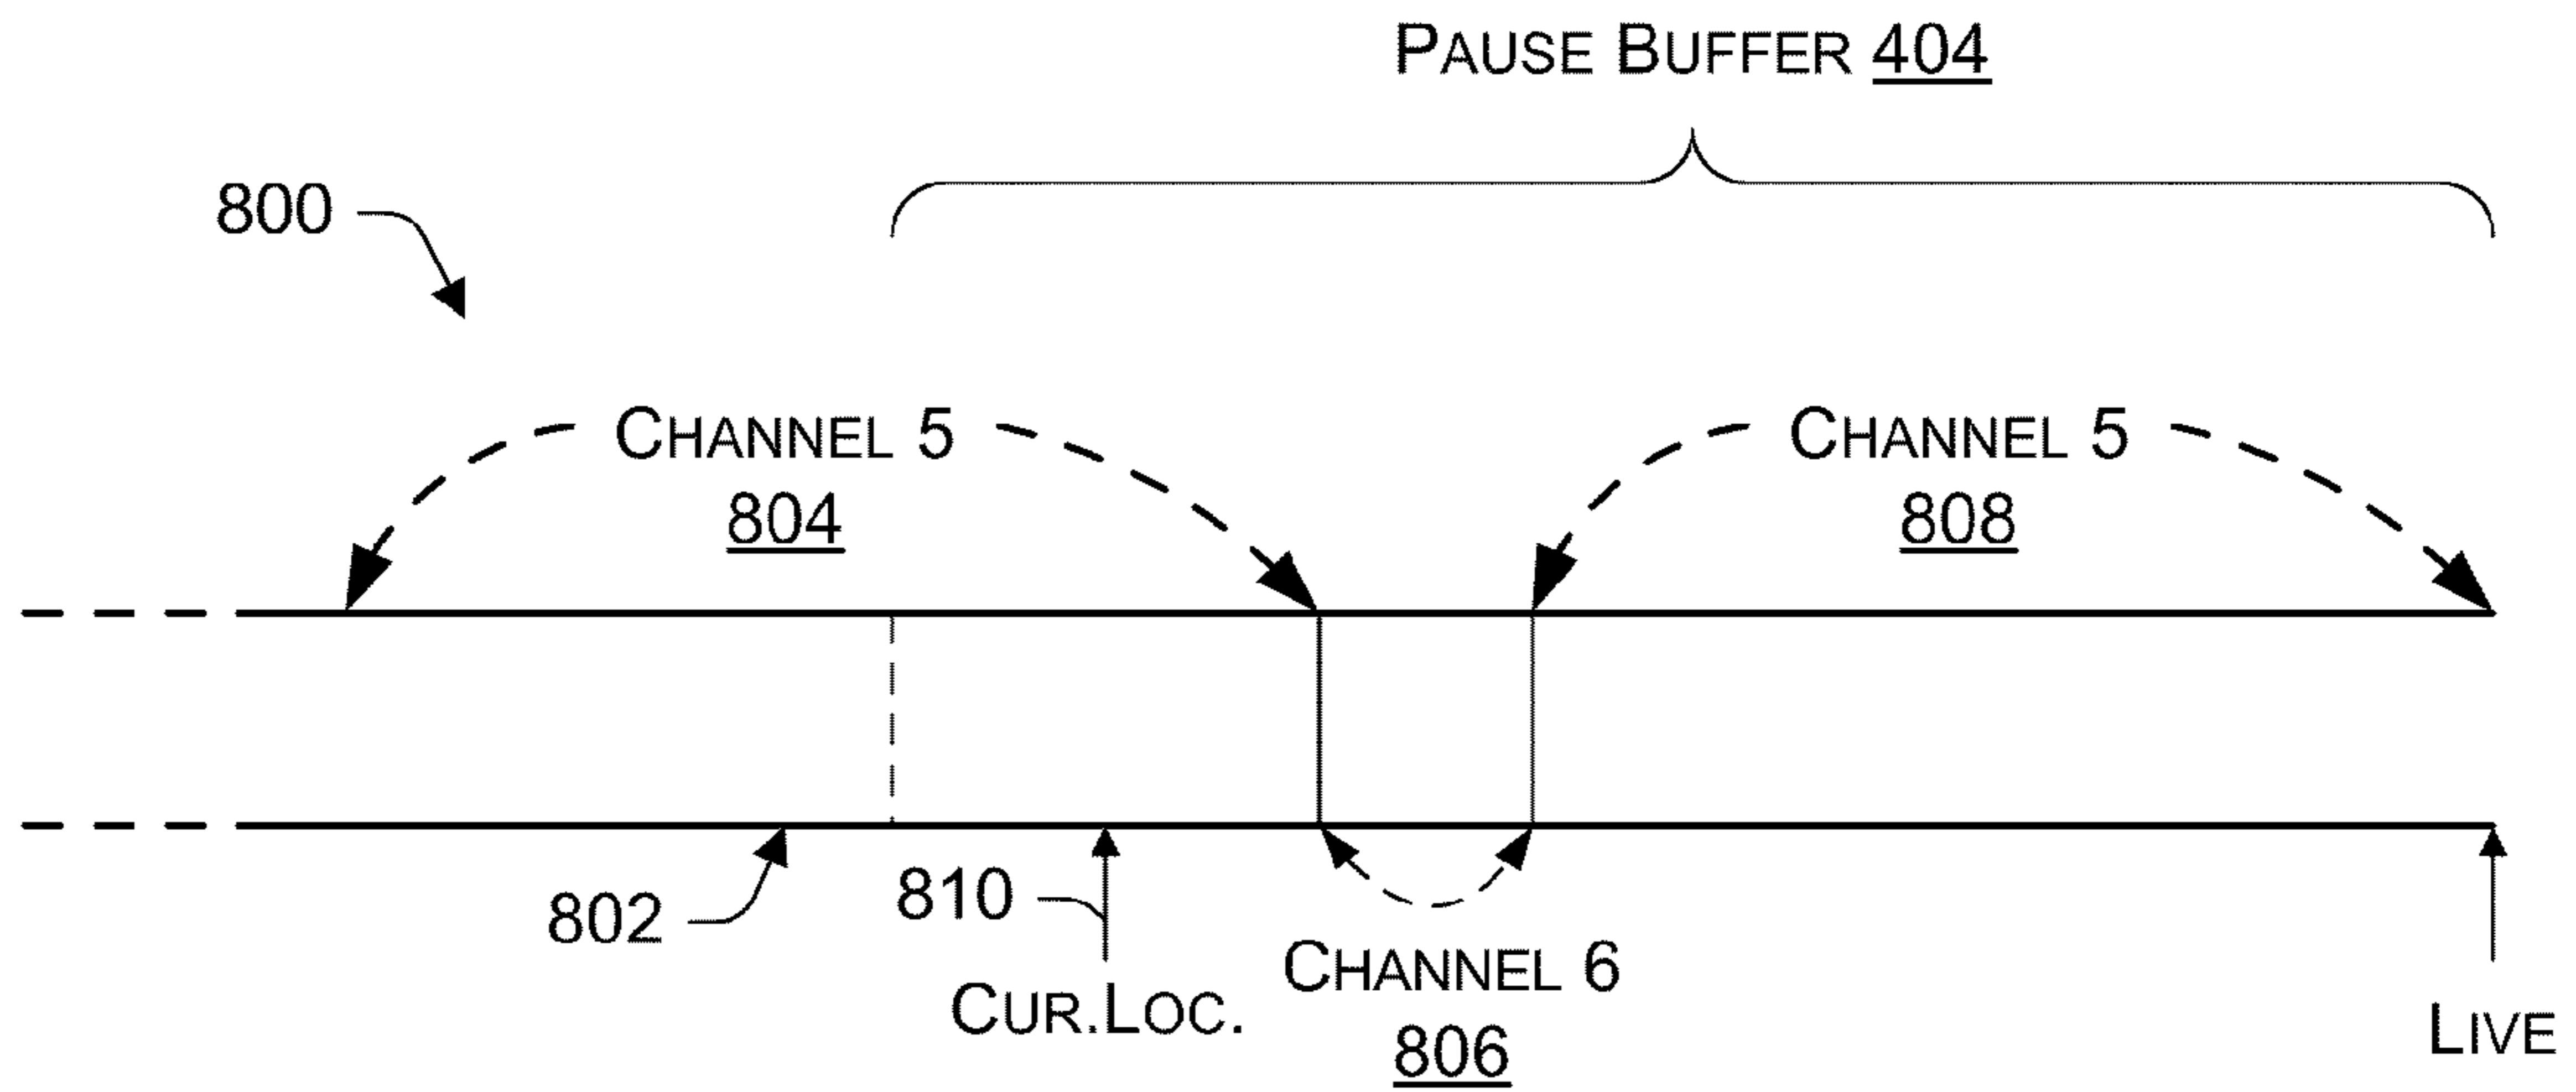 PAUSE BUFFER 404
800
CHANNEL 5
804
CHANNEL 5
808
802
810
CUR.LOC.
CHANNEL 6
806
LIVE